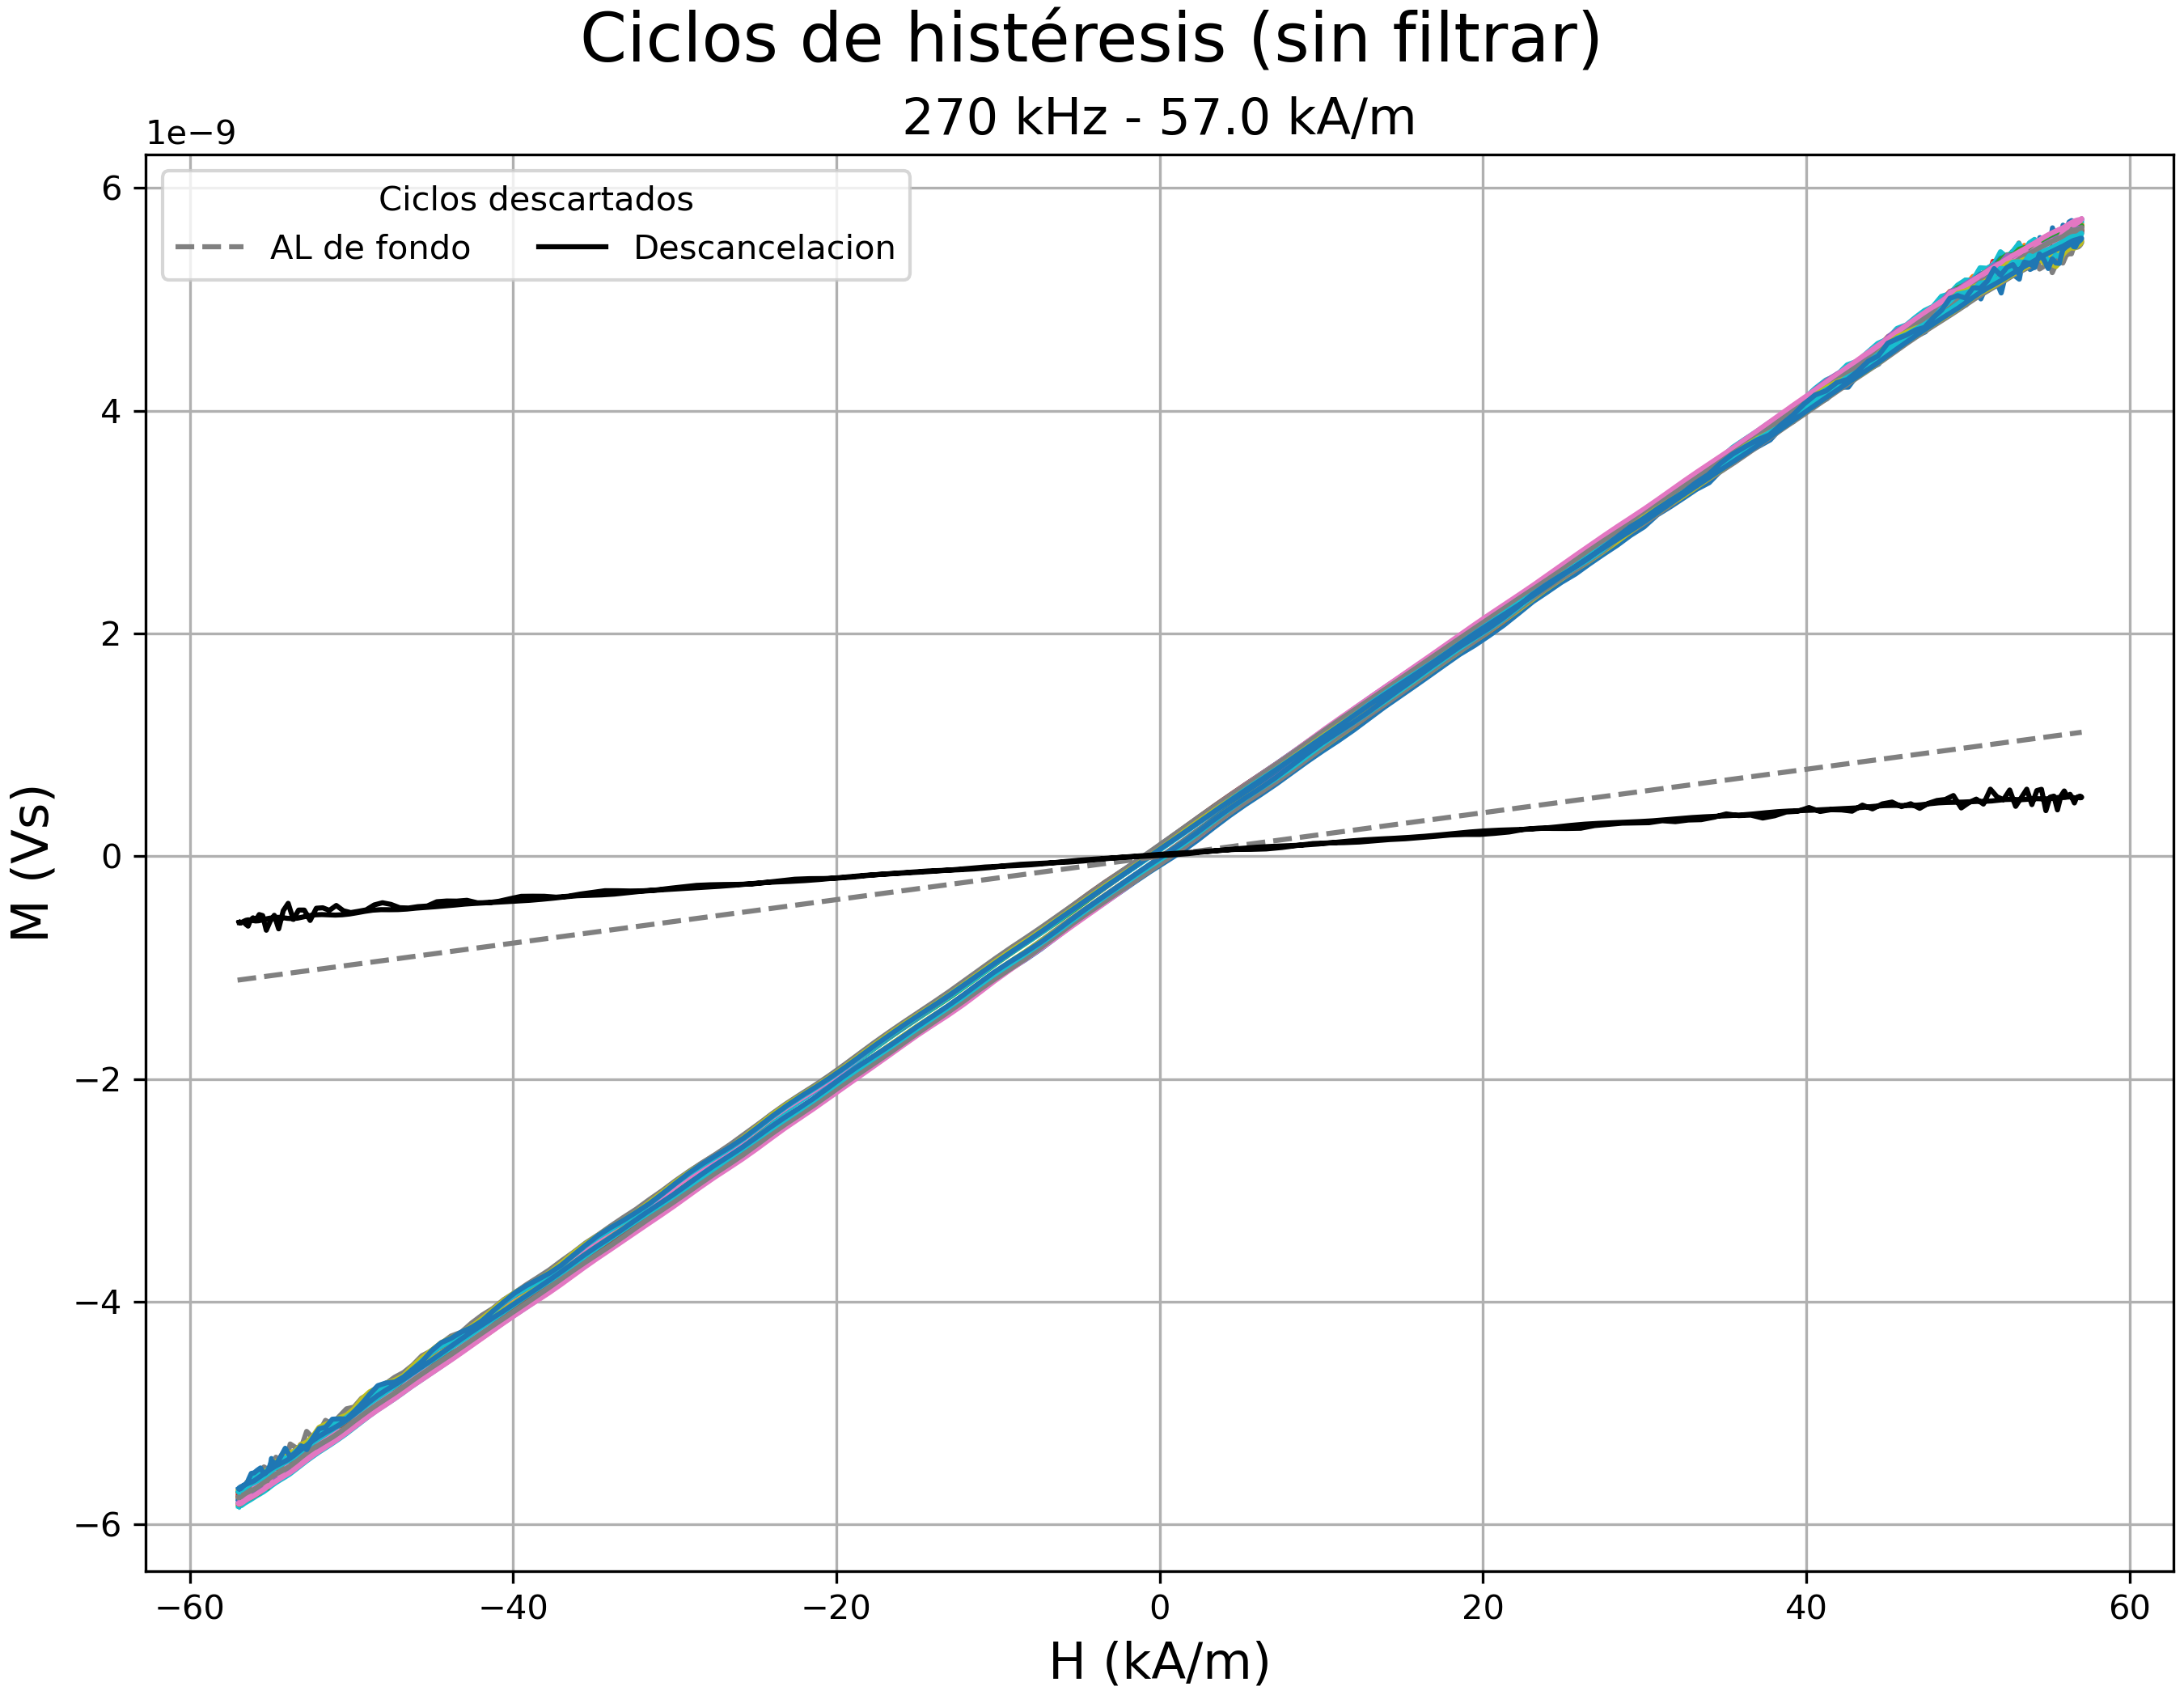 Ciclos de histéresis (sin filtrar)
270 kHz - 57.0 kA/m
1e−9
Ciclos descartados
AL de fondo
Descancelacion
6
4
2
0
−2
−4
−6
M (Vs)
−60 −40 −20 0 20 40 60
H (kA/m)